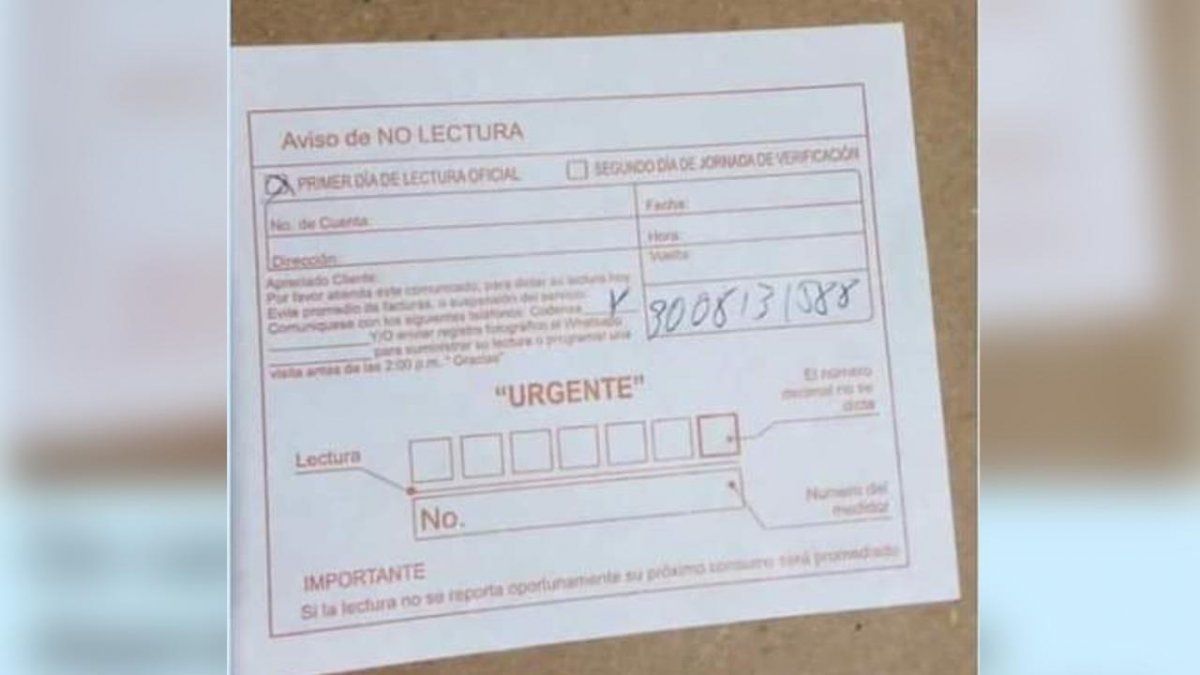 Aviso de NO LECTURA
PRIMER DÍA DE LECTURA OFICIAL
SEGUNDO DÍA DE JORNADA DE VERIFICACIÓN
No. de Cuenta:
Fecha:
Dirección:
Hora:
Vuelta:
Apreciado Cliente:
Por favor atienda este comunicado, para dictar su lectura hoy
Evite promedio de facturas, o suspensión del servicio.
Comuníquese con los siguientes teléfonos: Codensa
Y/O enviar registro fotográfico al Whatsapp
para suministrar su lectura o programar una
visita antes de las 2:00 p.m. "Gracias"
3008131588
"URGENTE"
El número
decimal no se
dicta
Lectura
No.
Número del
medidor
IMPORTANTE
Si la lectura no se reporta oportunamente su próximo consumo será promediado